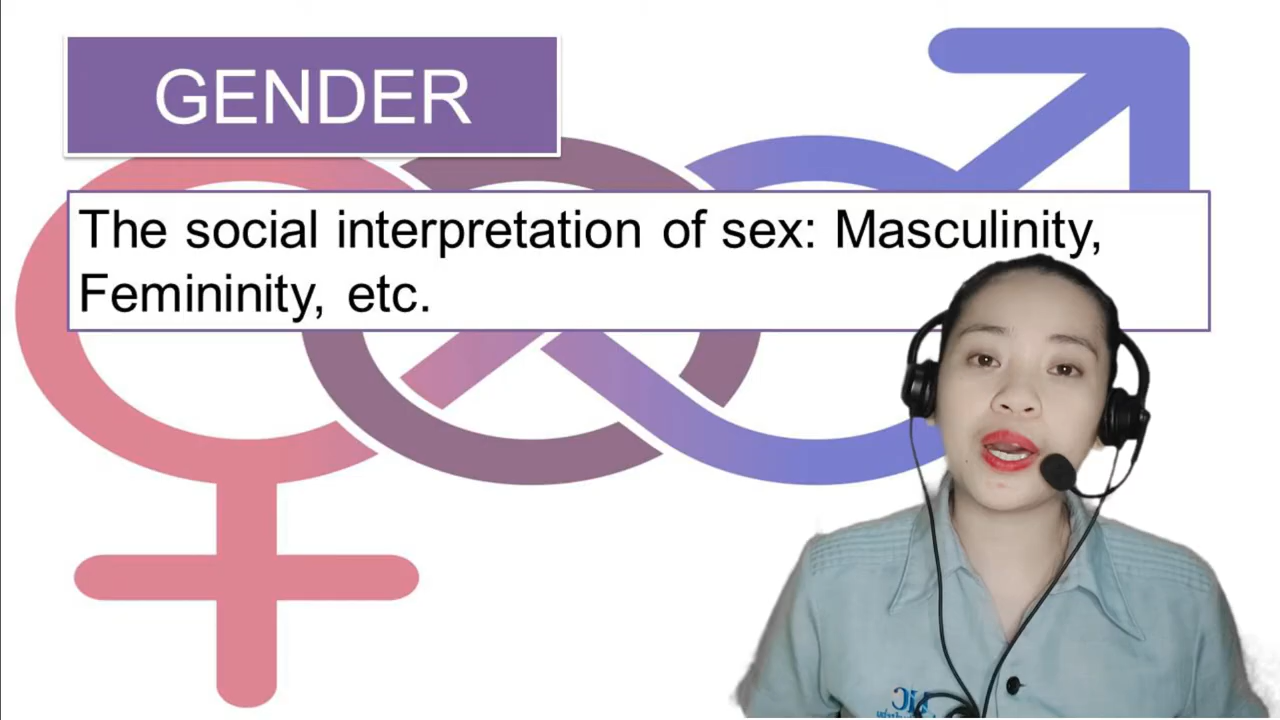 GENDER
The social interpretation of sex: Masculinity,
Femininity, etc.